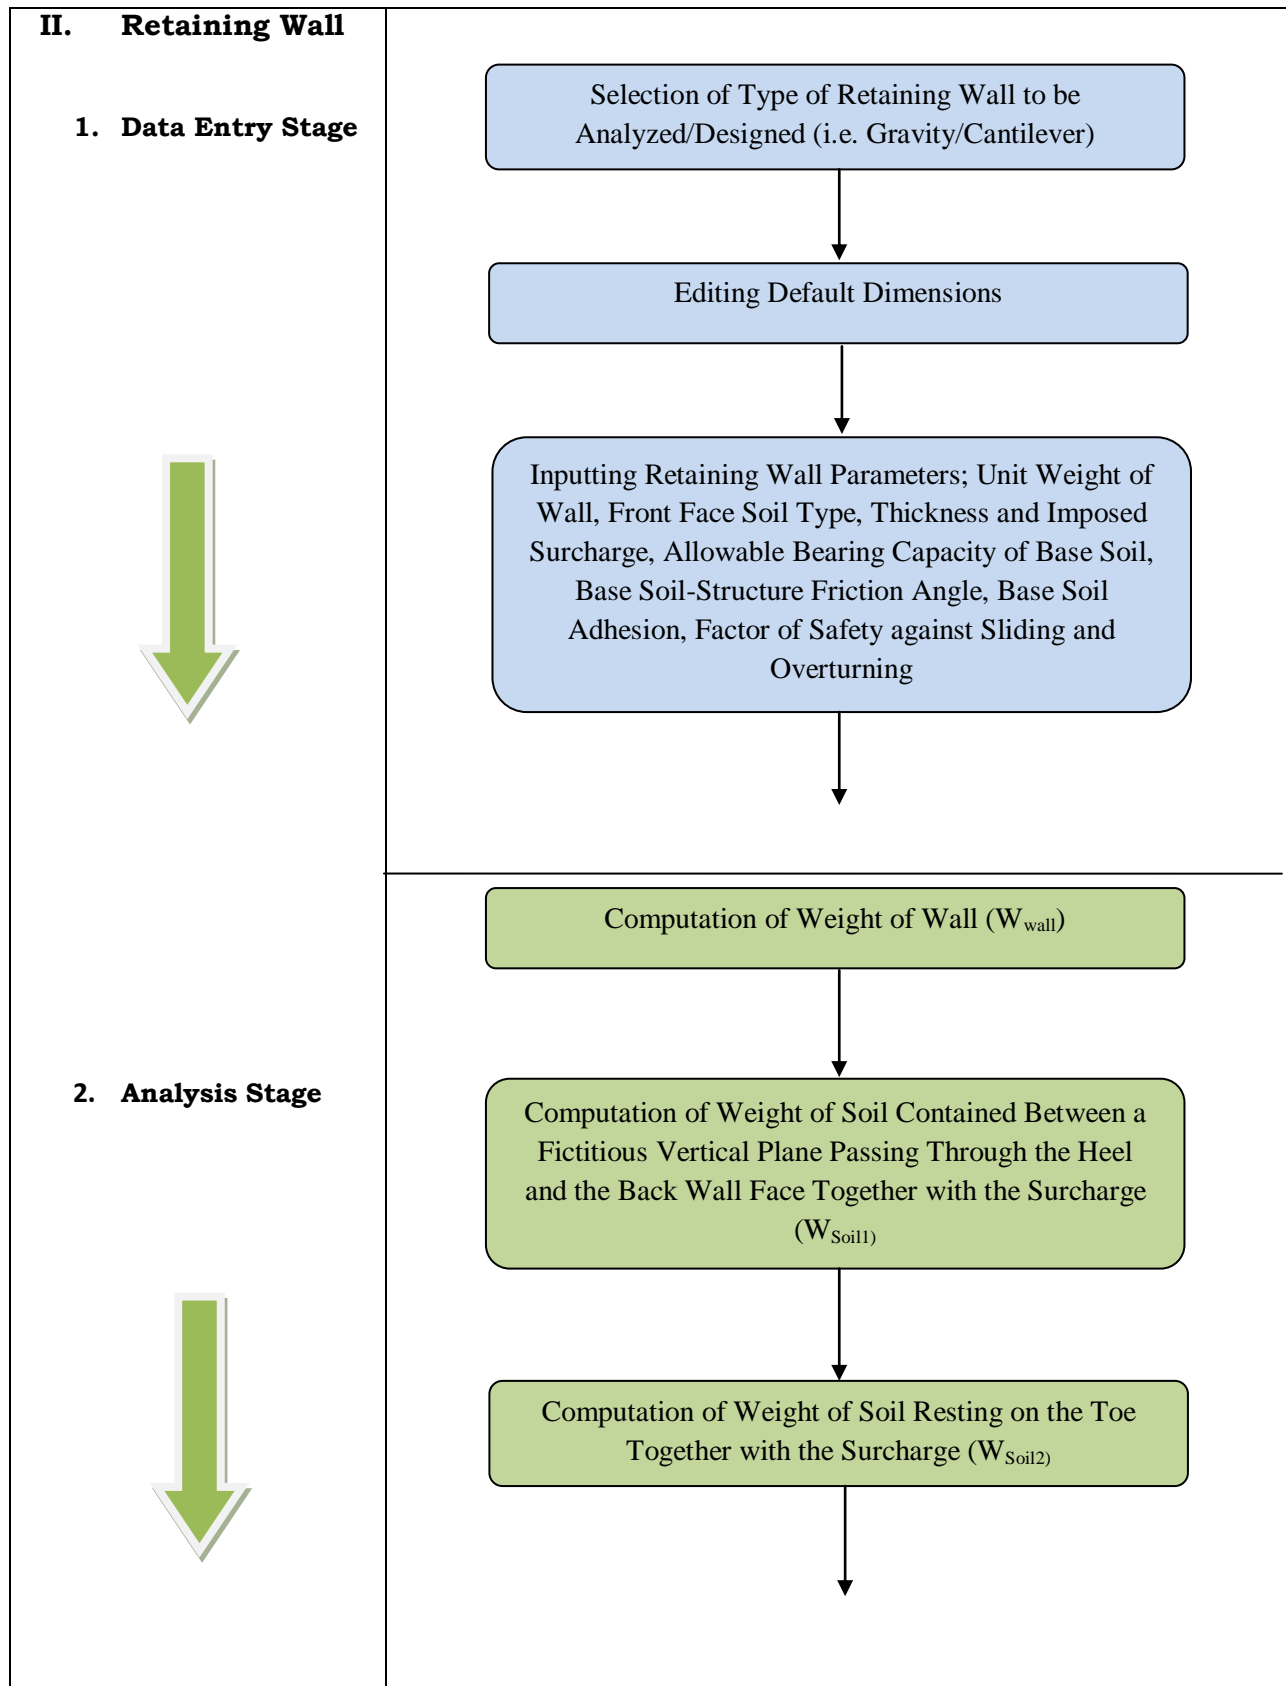 II. Retaining Wall
1. Data Entry Stage
Selection of Type of Retaining Wall to be
Analyzed/Designed (i.e. Gravity/Cantilever)
Editing Default Dimensions
Inputting Retaining Wall Parameters; Unit Weight of
Wall, Front Face Soil Type, Thickness and Imposed
Surcharge, Allowable Bearing Capacity of Base Soil,
Base Soil-Structure Friction Angle, Base Soil
Adhesion, Factor of Safety against Sliding and
Overturning
Computation of Weight of Wall (Wwall)
2. Analysis Stage
Computation of Weight of Soil Contained Between a
Fictitious Vertical Plane Passing Through the Heel
and the Back Wall Face Together with the Surcharge
(WSoil1)
Computation of Weight of Soil Resting on the Toe
Together with the Surcharge (WSoil2)